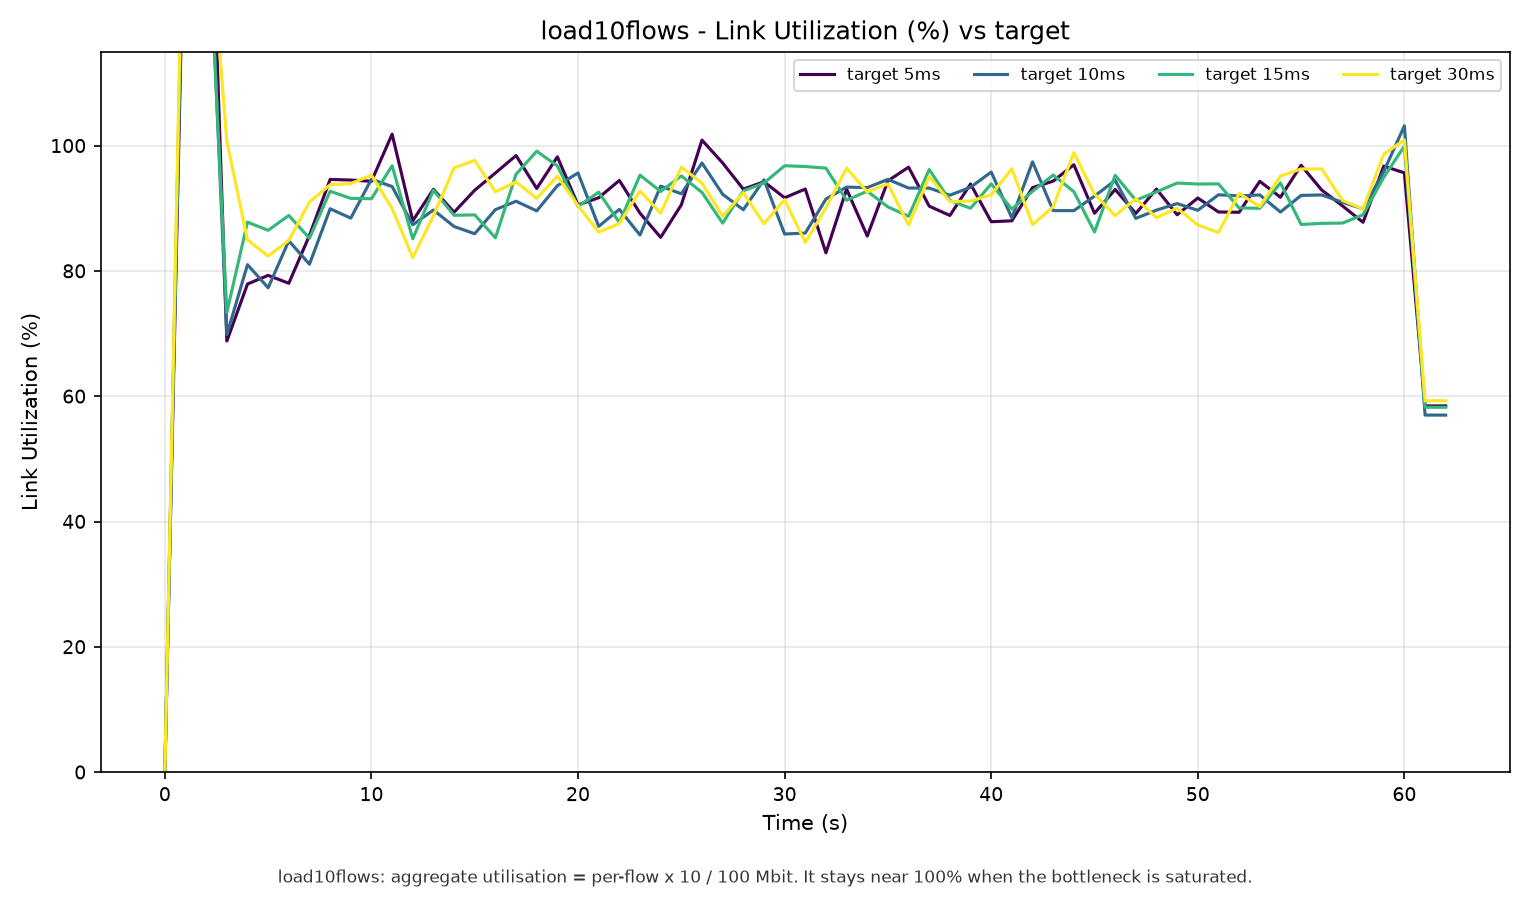 load10flows - Link Utilization (%) vs target
target 5ms
target 10ms
target 15ms
target 30ms
Link Utilization (%)
100
80
60
40
20
0
0
10
20
30
40
50
60
Time (s)
load10flows: aggregate utilisation = per-flow x 10 / 100 Mbit. It stays near 100% when the bottleneck is saturated.